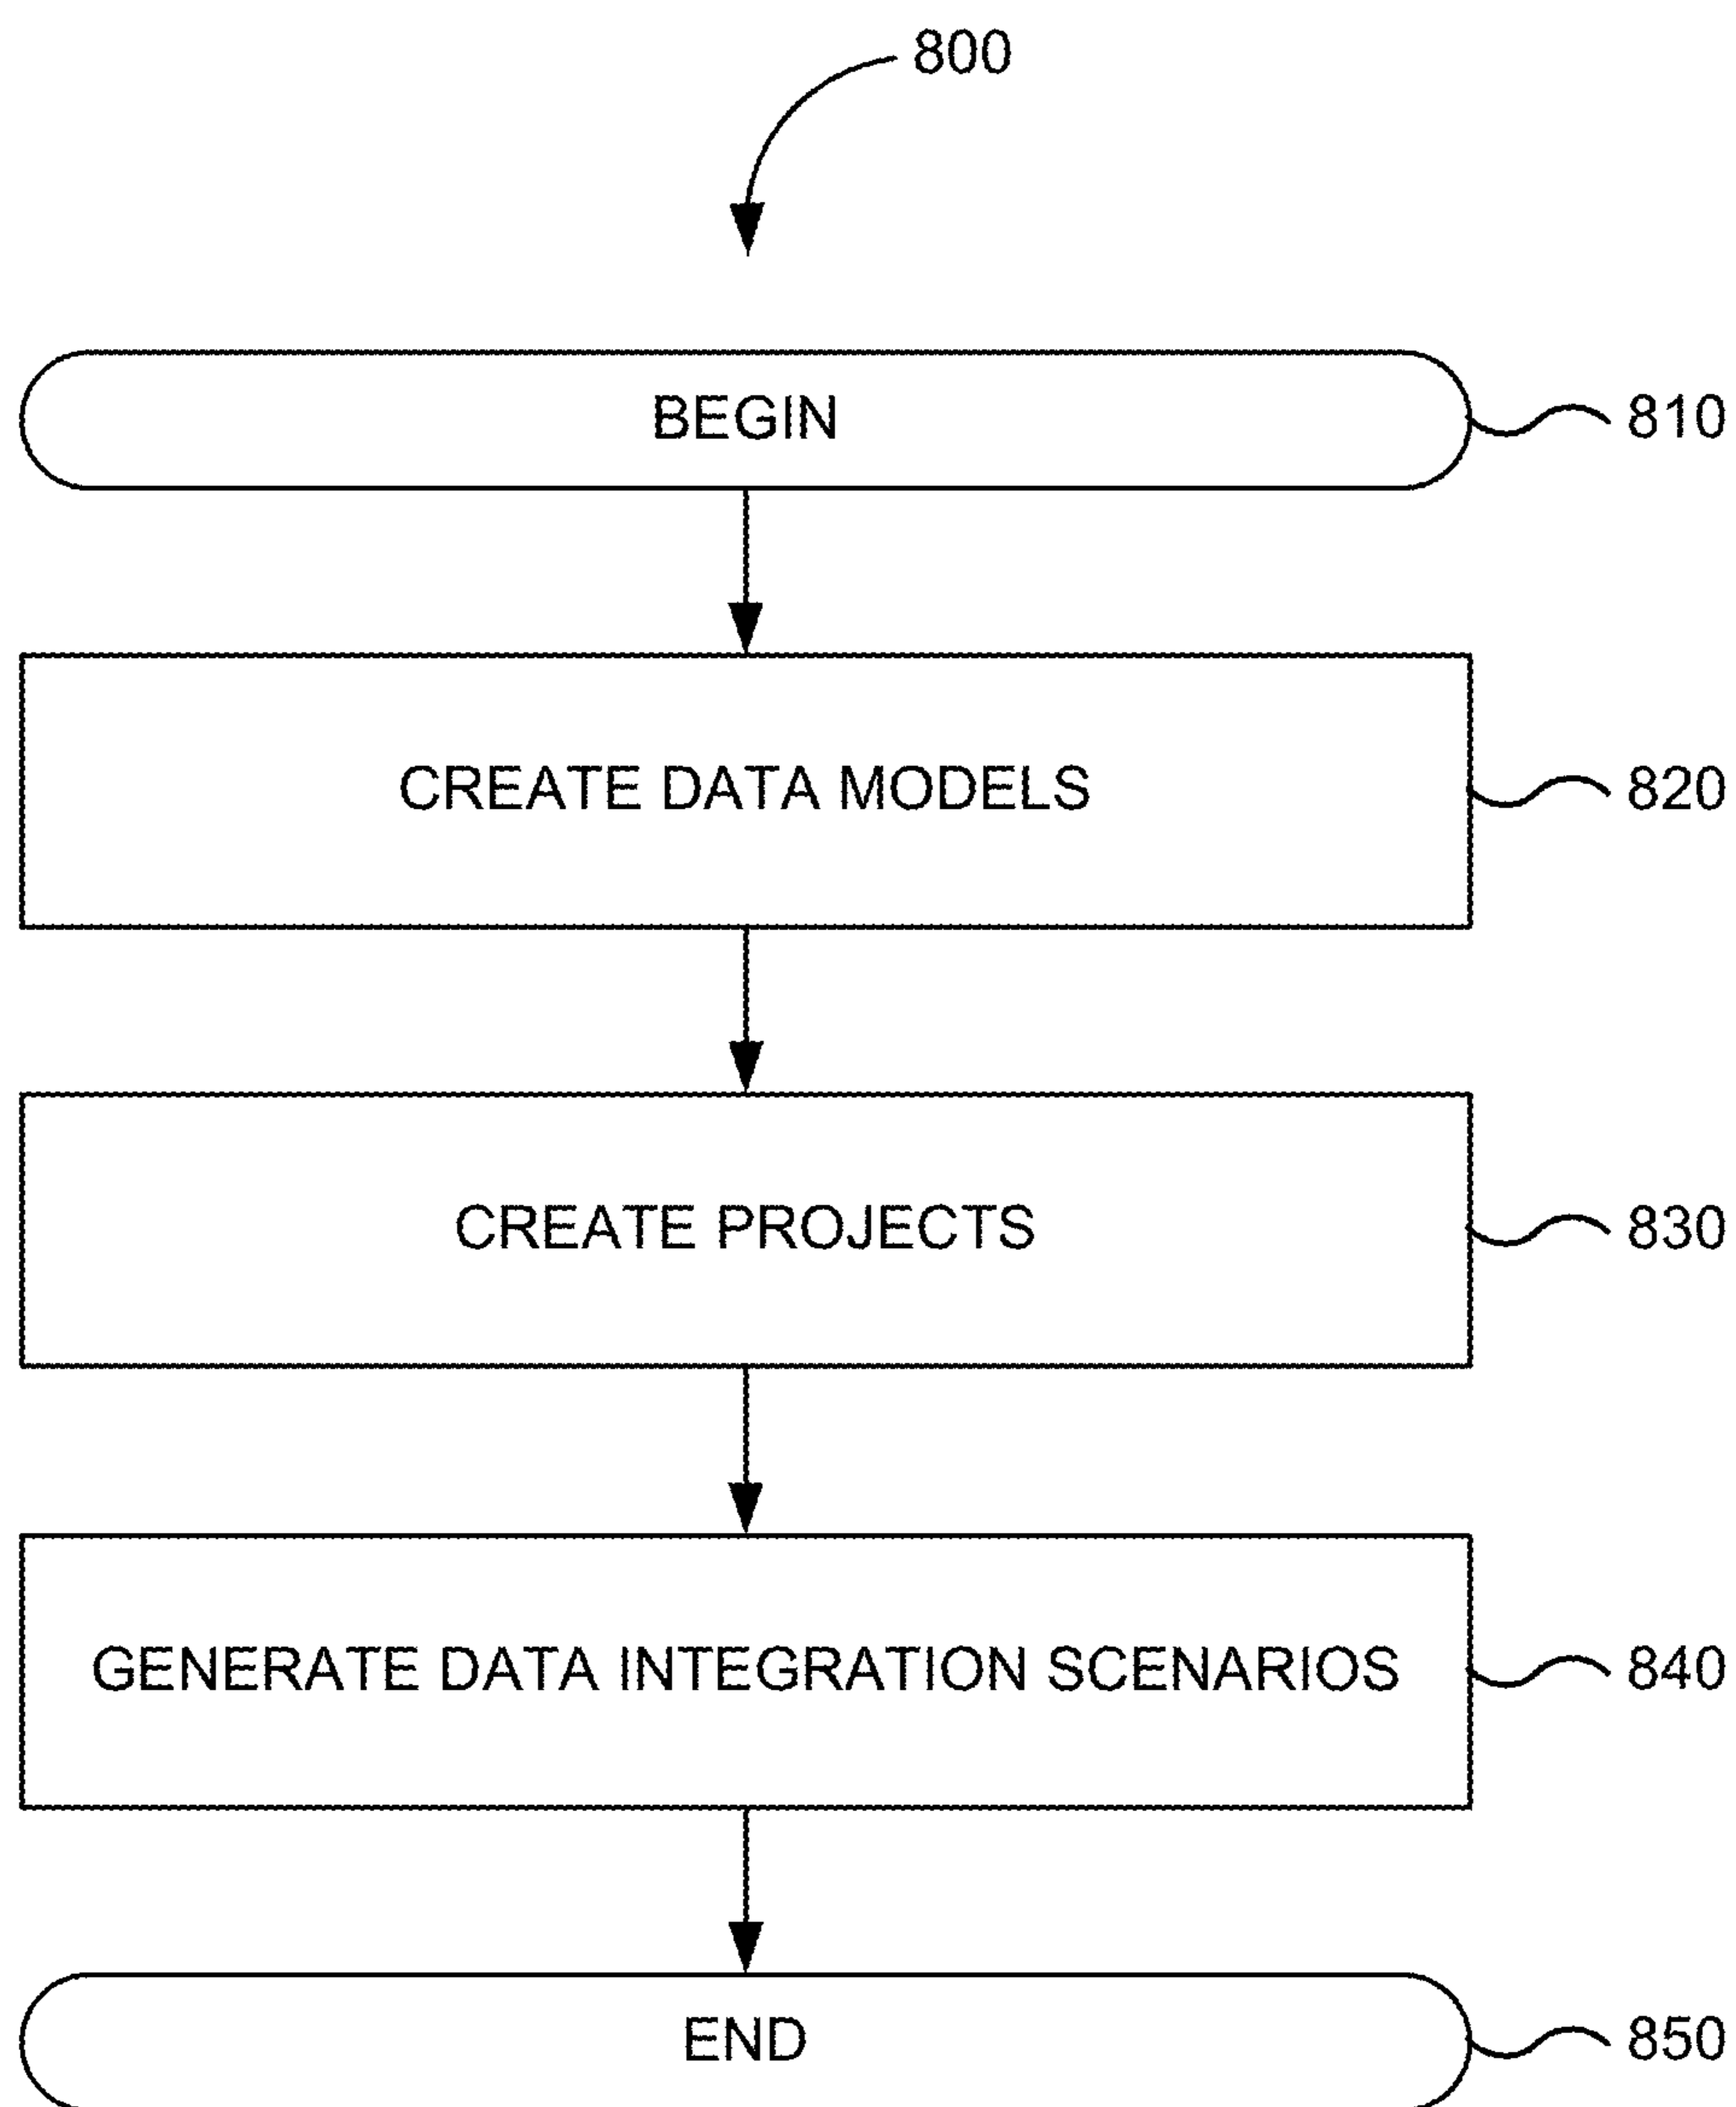 800
BEGIN
810
CREATE DATA MODELS
820
CREATE PROJECTS
830
GENERATE DATA INTEGRATION SCENARIOS
840
END
850